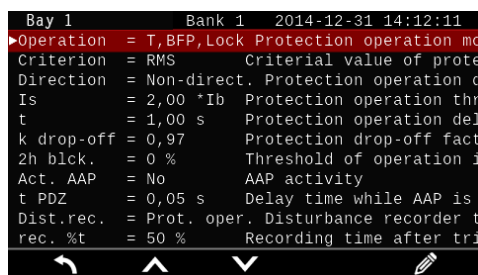 Bay 1 Bank 1 2014-12-31 14:12:11
▶Operation = T,BFP,Lock Protection operation mo
Criterion = RMS Criterial value of prote
Direction = Non-direct. Protection operation d
Is = 2,00 *Ib Protection operation thr
t = 1,00 s Protection operation del
k drop-off = 0,97 Protection drop-off fact
2h blck. = 0 % Threshold of operation i
Act. AAP = No AAP activity
t PDZ = 0,05 s Delay time while AAP is
Dist.rec. = Prot. oper. Disturbance recorder t
rec. %t = 50 % Recording time after tri